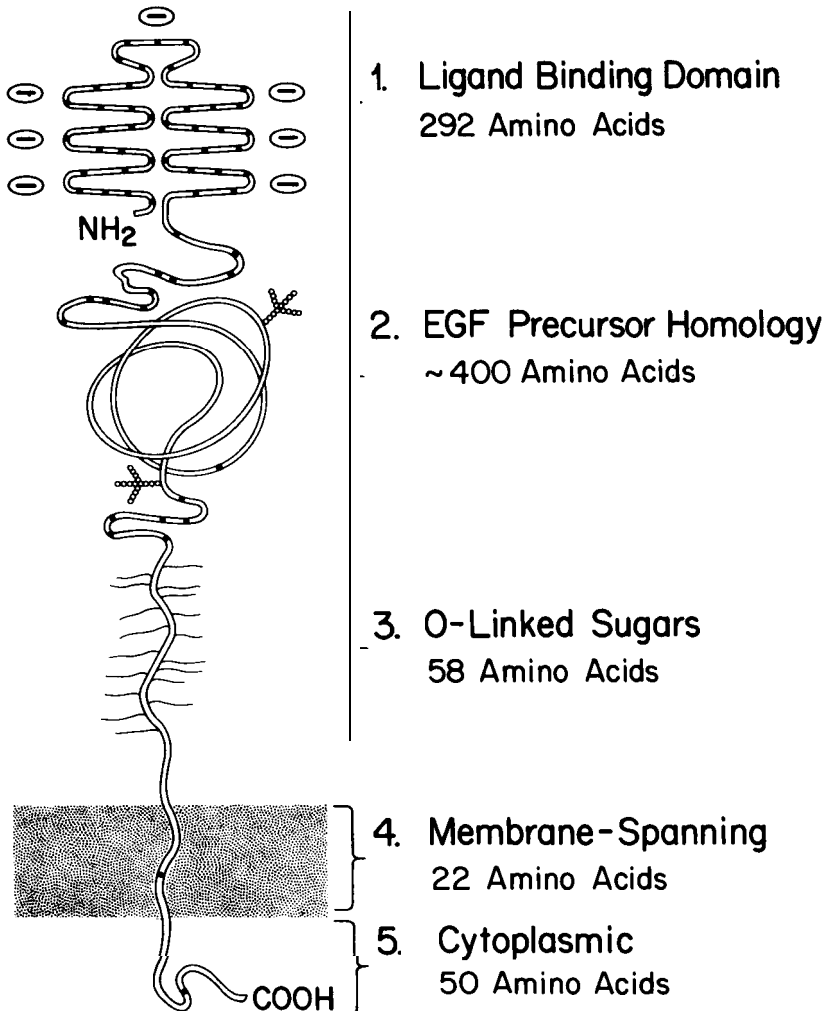 1. Ligand Binding Domain
292 Amino Acids
NH2
2. EGF Precursor Homology
~400 Amino Acids
3. O-Linked Sugars
58 Amino Acids
4. Membrane-Spanning
22 Amino Acids
5. Cytoplasmic
50 Amino Acids
COOH